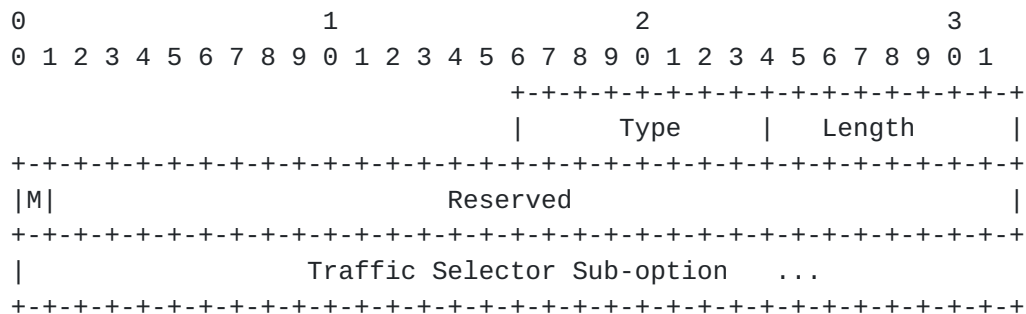 0                   1                   2                   3
0 1 2 3 4 5 6 7 8 9 0 1 2 3 4 5 6 7 8 9 0 1 2 3 4 5 6 7 8 9 0 1
                                +-+-+-+-+-+-+-+-+-+-+-+-+-+-+-+-+
                                |      Type     |   Length      |
+-+-+-+-+-+-+-+-+-+-+-+-+-+-+-+-+-+-+-+-+-+-+-+-+-+-+-+-+-+-+-+-+
|M|                         Reserved                            |
+-+-+-+-+-+-+-+-+-+-+-+-+-+-+-+-+-+-+-+-+-+-+-+-+-+-+-+-+-+-+-+-+
|                  Traffic Selector Sub-option   ...
+-+-+-+-+-+-+-+-+-+-+-+-+-+-+-+-+-+-+-+-+-+-+-+-+-+-+-+-+-+-+-+-+